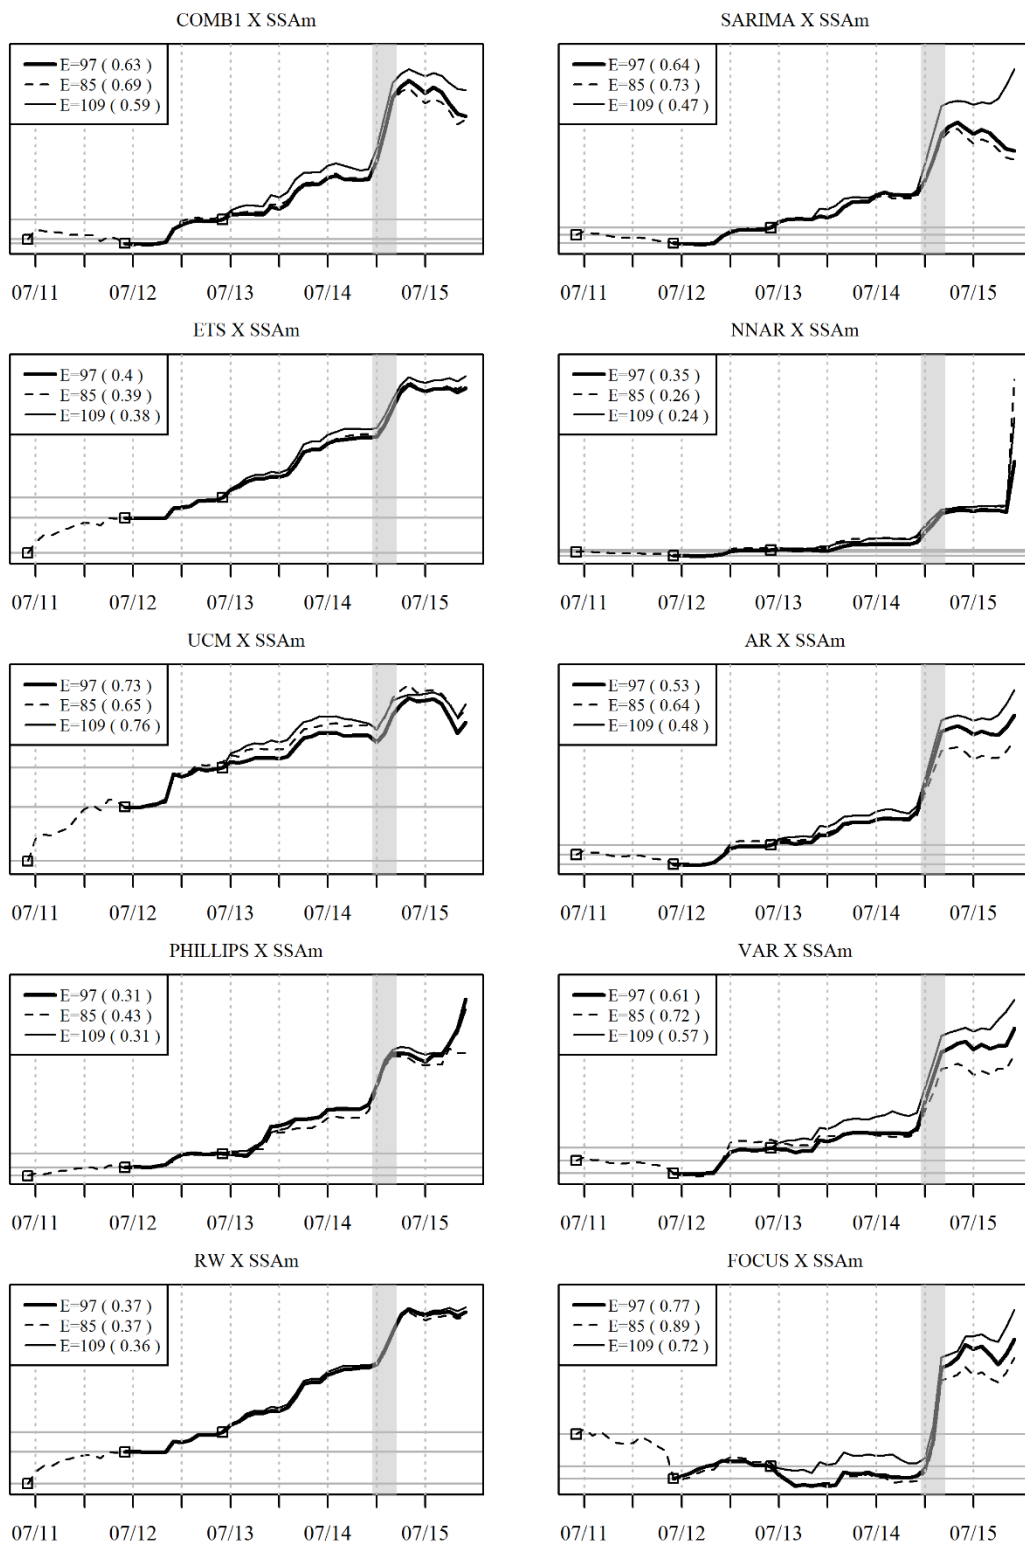 COMB1 X SSAm
E=97 ( 0.63 )
E=85 ( 0.69 )
E=109 ( 0.59 )
07/11 07/12 07/13 07/14 07/15
SARIMA X SSAm
E=97 ( 0.64 )
E=85 ( 0.73 )
E=109 ( 0.47 )
07/11 07/12 07/13 07/14 07/15
ETS X SSAm
E=97 ( 0.4 )
E=85 ( 0.39 )
E=109 ( 0.38 )
07/11 07/12 07/13 07/14 07/15
NNAR X SSAm
E=97 ( 0.35 )
E=85 ( 0.26 )
E=109 ( 0.24 )
07/11 07/12 07/13 07/14 07/15
UCM X SSAm
E=97 ( 0.73 )
E=85 ( 0.65 )
E=109 ( 0.76 )
07/11 07/12 07/13 07/14 07/15
AR X SSAm
E=97 ( 0.53 )
E=85 ( 0.64 )
E=109 ( 0.48 )
07/11 07/12 07/13 07/14 07/15
PHILLIPS X SSAm
E=97 ( 0.31 )
E=85 ( 0.43 )
E=109 ( 0.31 )
07/11 07/12 07/13 07/14 07/15
VAR X SSAm
E=97 ( 0.61 )
E=85 ( 0.72 )
E=109 ( 0.57 )
07/11 07/12 07/13 07/14 07/15
RW X SSAm
E=97 ( 0.37 )
E=85 ( 0.37 )
E=109 ( 0.36 )
07/11 07/12 07/13 07/14 07/15
FOCUS X SSAm
E=97 ( 0.77 )
E=85 ( 0.89 )
E=109 ( 0.72 )
07/11 07/12 07/13 07/14 07/15